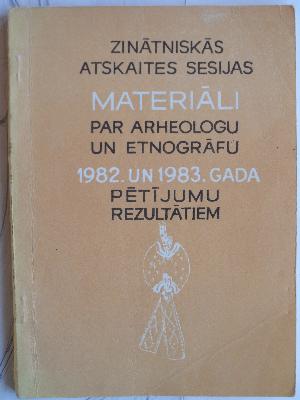 ZINĀTNISKĀS
ATSKAITES SESIJAS
MATERIĀLI
PAR ARHEOLOGU
UN ETNOGRĀFU
1982. UN 1983. GADA
PĒTĪJUMU
REZULTĀTIEM